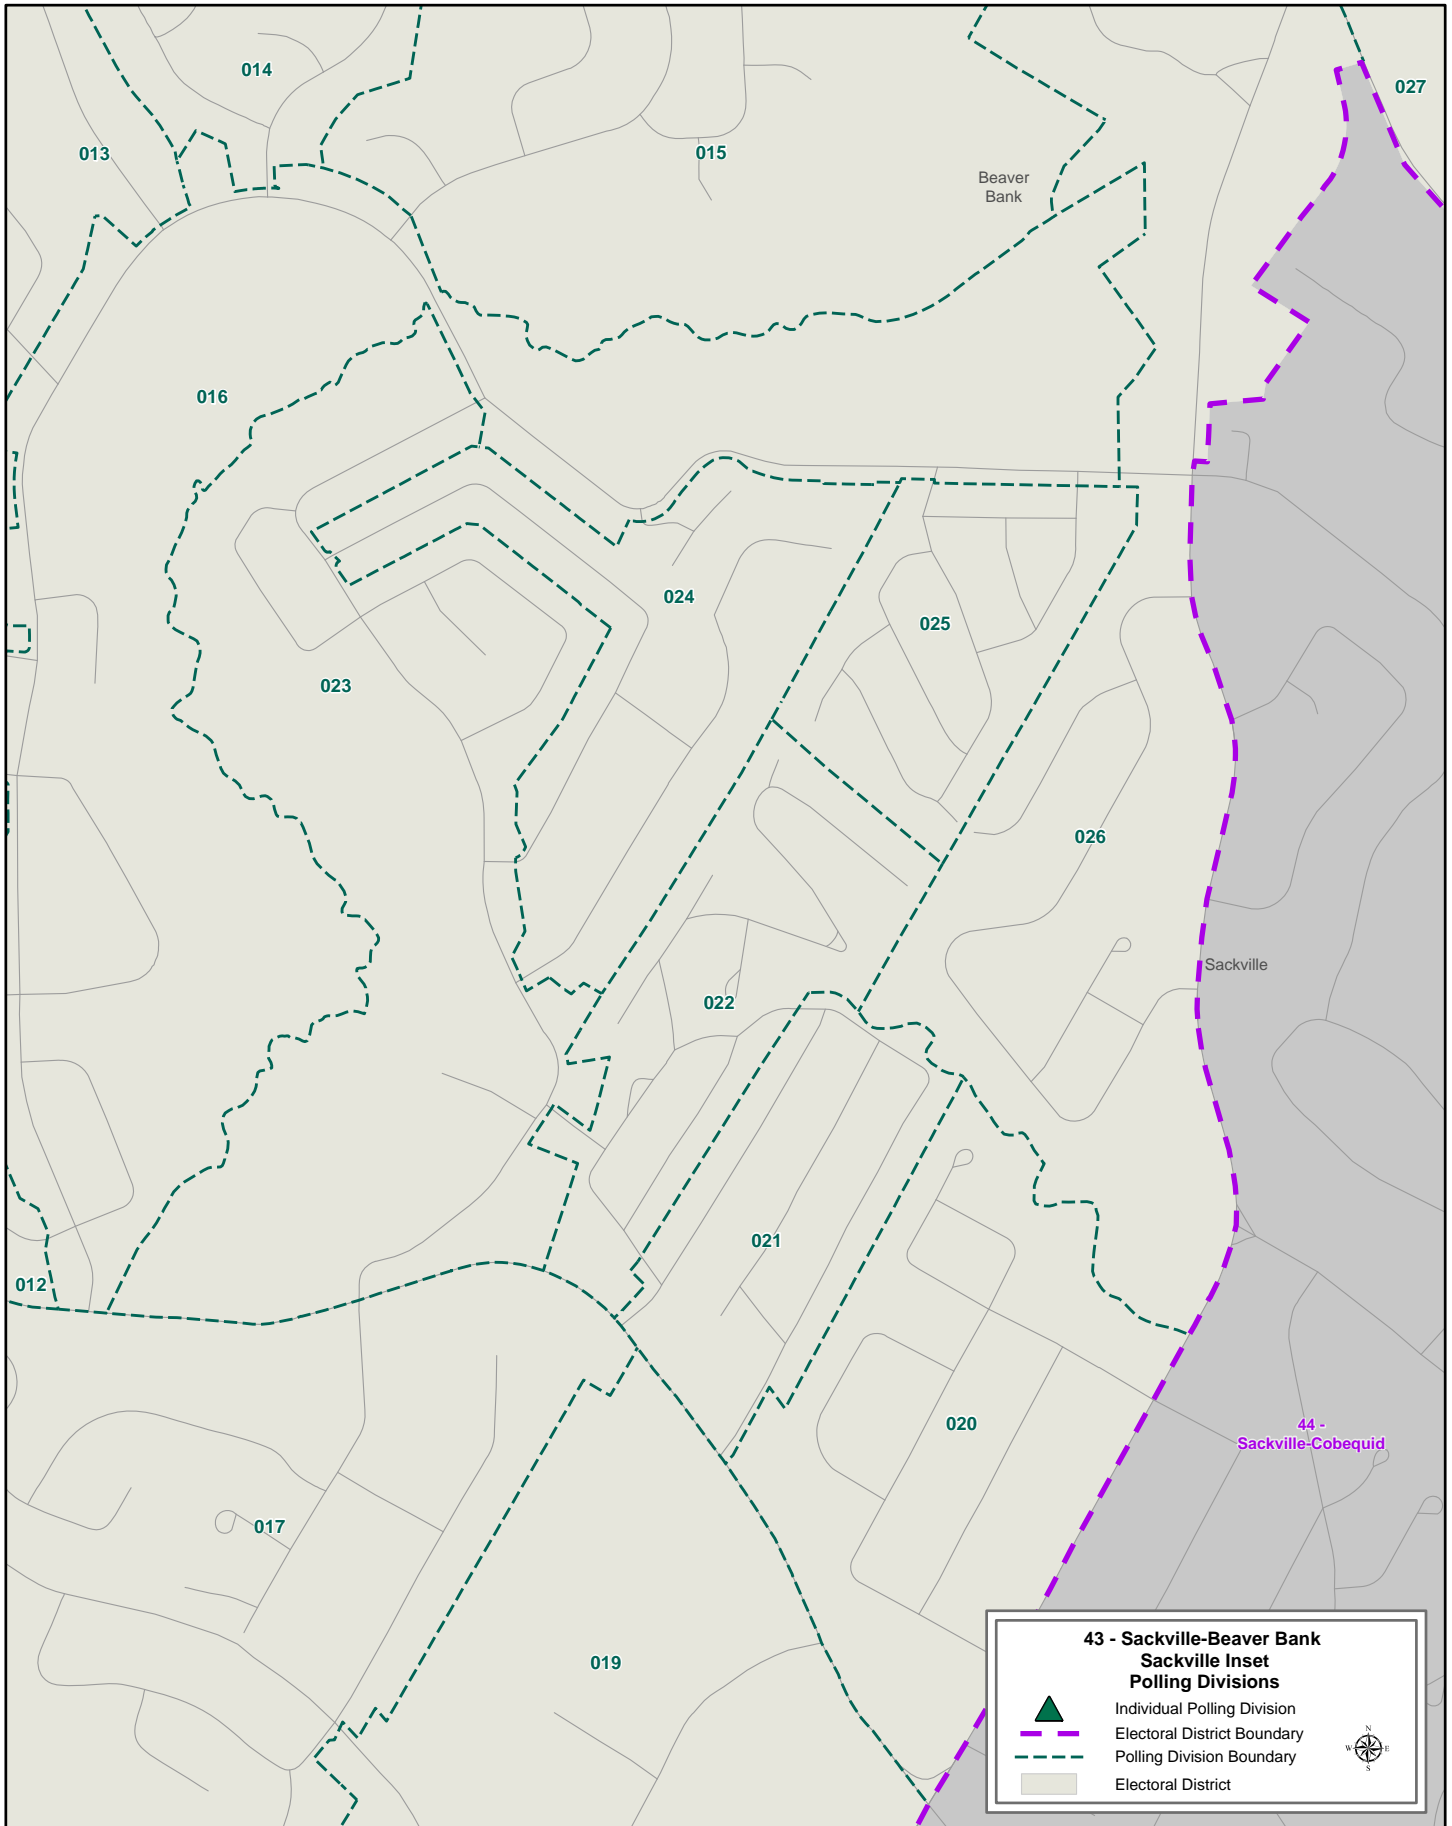 014
027
013
015
Beaver
Bank
016
024
025
023
026
Sackville
022
021
012
020
44 -
Sackville-Cobequid
017
019
43 - Sackville-Beaver Bank
Sackville Inset
Polling Divisions
Individual Polling Division
Electoral District Boundary
Polling Division Boundary
Electoral District
N
W E
S